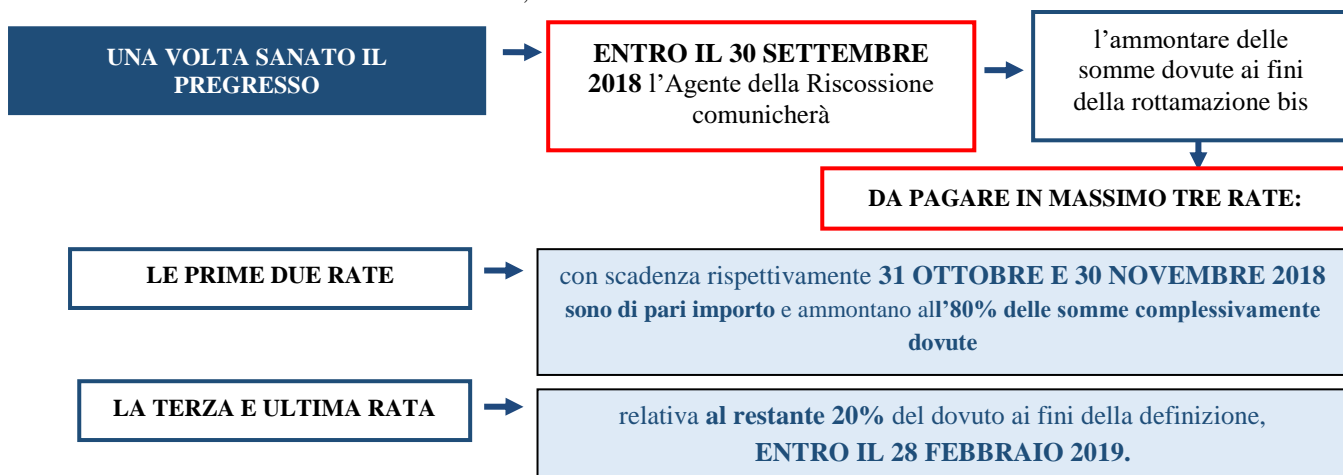 UNA VOLTA SANATO IL
PREGRESSO
ENTRO IL 30 SETTEMBRE
2018 l’Agente della Riscossione
comunicherà
l’ammontare delle
somme dovute ai fini
della rottamazione bis
DA PAGARE IN MASSIMO TRE RATE:
LE PRIME DUE RATE
con scadenza rispettivamente 31 OTTOBRE E 30 NOVEMBRE 2018
sono di pari importo e ammontano all’80% delle somme complessivamente
dovute
LA TERZA E ULTIMA RATA
relativa al restante 20% del dovuto ai fini della definizione,
ENTRO IL 28 FEBBRAIO 2019.